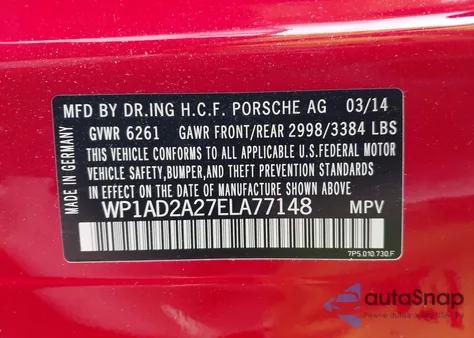 MFD BY DR.ING H.C.F. PORSCHE AG 03/14
GVWR 6261 GAWR FRONT/REAR 2998/3384 LBS
THIS VEHICLE CONFORMS TO ALL APPLICABLE U.S.FEDERAL MOTOR
VEHICLE SAFETY,BUMPER,AND THEFT PREVENTION STANDARDS
IN EFFECT ON THE DATE OF MANUFACTURE SHOWN ABOVE.
WP1AD2A27ELA77148 MPV
MADE IN GERMANY
7P5.010.730.F
autoSnap